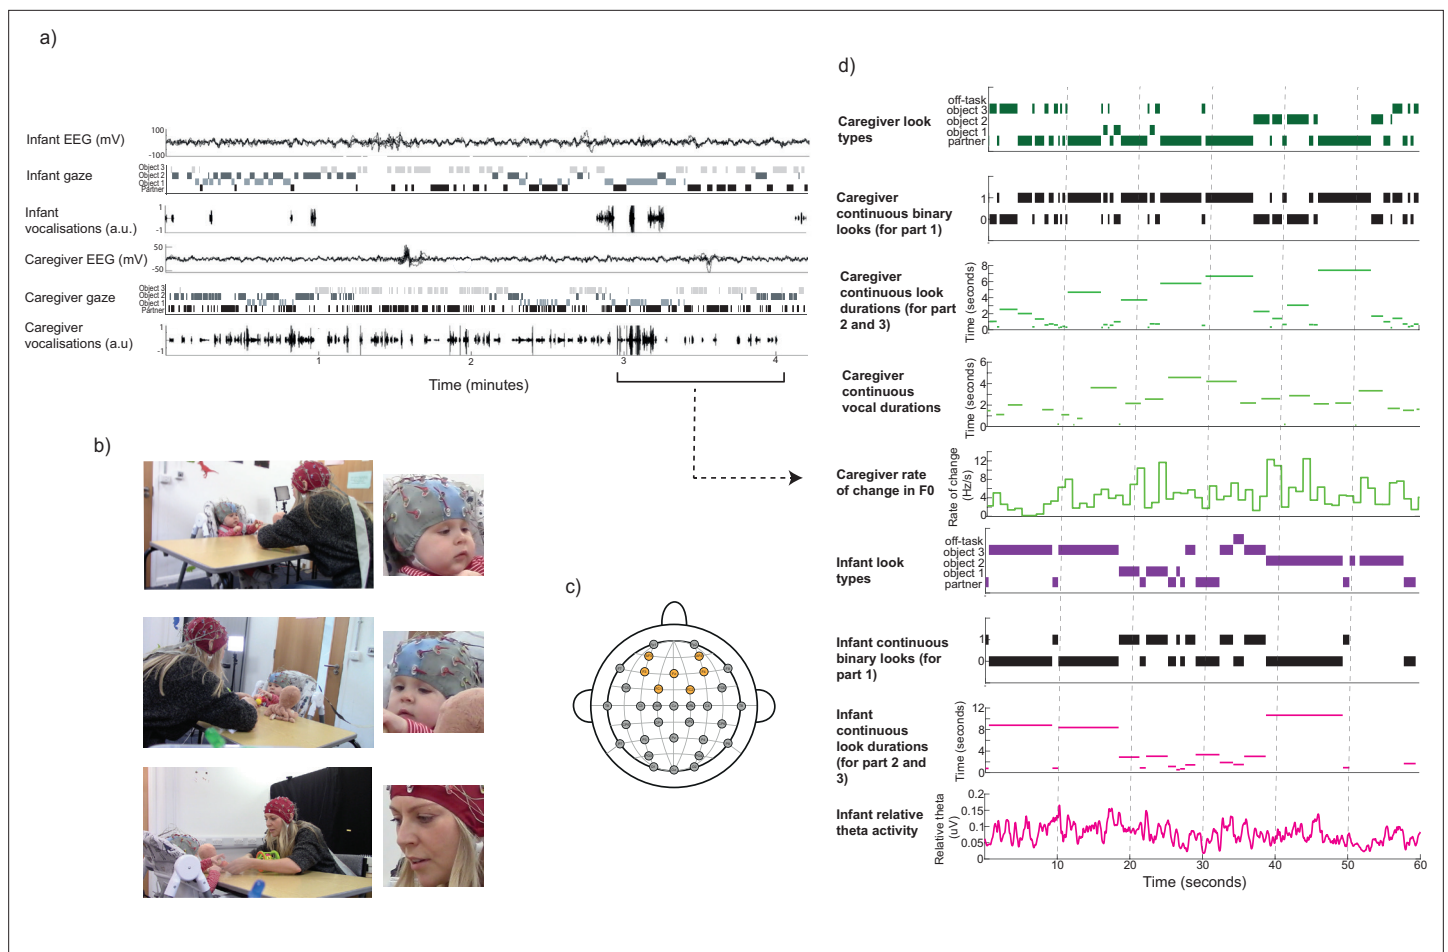 a)
Infant EEG (mV)
100
-100
Infant gaze
Object 3
Object 2
Object 1
Partner
Infant
vocalisations (a.u.)
1
-1
Caregiver EEG (mV)
50
-50
Caregiver gaze
Object 3
Object 2
Object 1
Partner
Caregiver
vocalisations (a.u)
1
-1
1
2
3
4
Time (minutes)
b)
c)
d)
Caregiver look
types
off-task
object 3
object 2
object 1
partner
Caregiver
continuous binary
looks (for part 1)
1
0
Caregiver
continuous look
durations (for part
2 and 3)
Time (seconds)
8
6
4
2
0
Caregiver
continuous
vocal durations
Time (seconds)
6
4
2
0
Caregiver rate
of change in F0
Rate of change
(Hz/s)
12
8
4
0
Infant look
types
off-task
object 3
object 2
object 1
partner
Infant continuous
binary looks (for
part 1)
1
0
Infant
continuous
look durations
(for part 2 and
3)
Time (seconds)
12
8
4
0
Infant relative
theta activity
Relative theta
(uV)
0.2
0.15
0.1
0.05
0
10
20
30
40
50
60
Time (seconds)